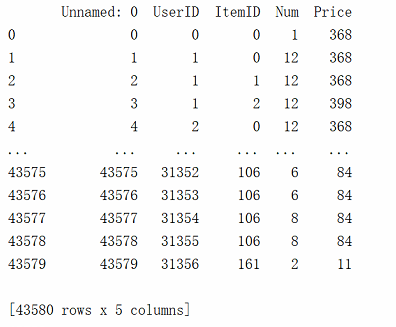 Unnamed: 0 UserID ItemID Num Price
0 0 0 0 1 368
1 1 1 0 12 368
2 2 1 1 12 368
3 3 1 2 12 398
4 4 2 0 12 368
... ... ... ... ... ...
43575 43575 31352 106 6 84
43576 43576 31353 106 6 84
43577 43577 31354 106 8 84
43578 43578 31355 106 8 84
43579 43579 31356 161 2 11
[43580 rows x 5 columns]